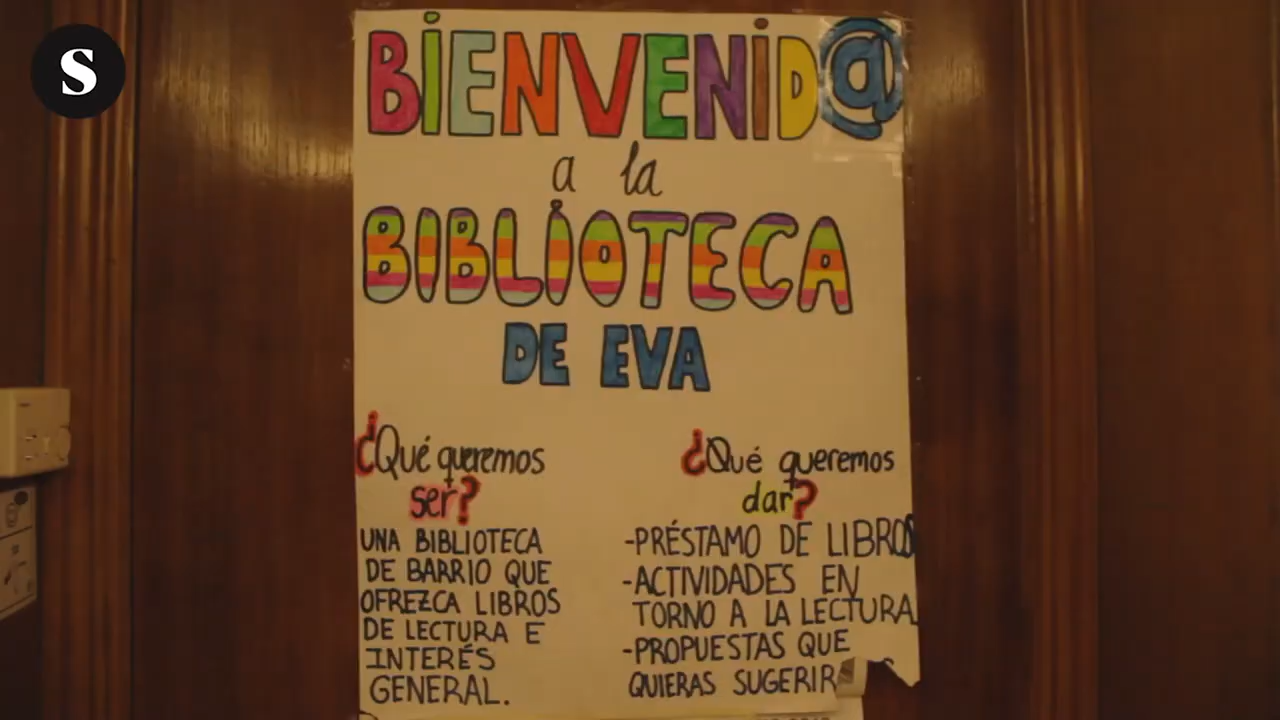 S
BIENVENID@
a la
BIBLIOTECA
DE EVA
¿Qué queremos
ser?
UNA BIBLIOTECA
DE BARRIO QUE
OFREZCA LIBROS
DE LECTURA E
INTERÉS
GENERAL.
¿Qué queremos
dar?
-PRÉSTAMO DE LIBROS
-ACTIVIDADES EN
TORNO A LA LECTURA
-PROPUESTAS QUE
QUIERAS SUGERIR